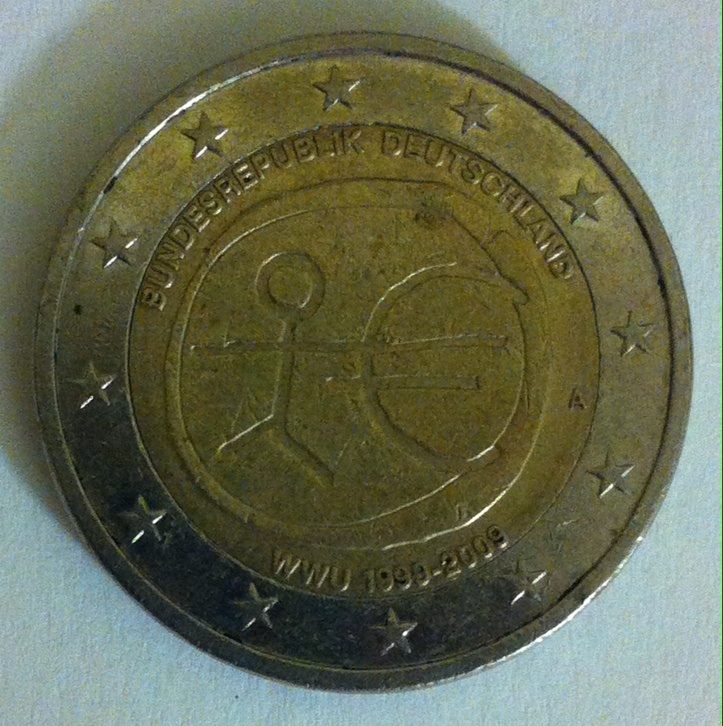 BUNDESREPUBLIK DEUTSCHLAND
A
WWU 1999-2009